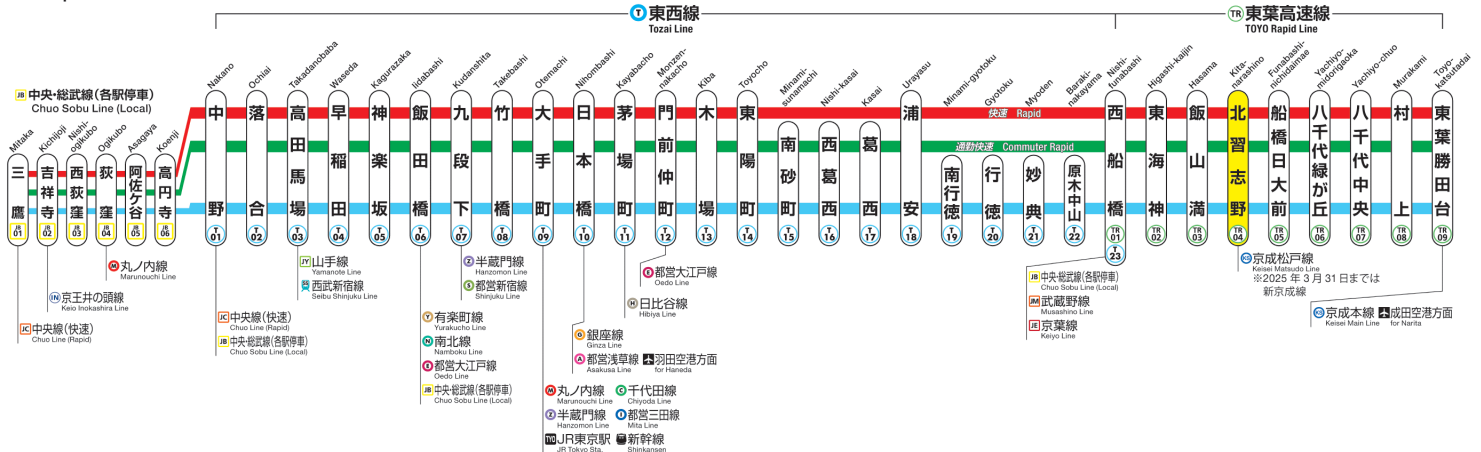 T 東西線
Tozai Line
TR 東葉高速線
TOYO Rapid Line
JB 中央・総武線(各駅停車)
Chuo Sobu Line (Local)
Mitaka
三鷹
JB 01
Kichijoji
吉祥寺
JB 02
Nishi-
ogikubo
西荻窪
JB 03
Ogikubo
荻窪
JB 04
Asagaya
阿佐ケ谷
JB 05
Koenji
高円寺
JB 06
Nakano
中野
T 01
Ochiai
落合
T 02
Takadanobaba
高田馬場
T 03
Waseda
早稲田
T 04
Kagurazaka
神楽坂
T 05
Iidabashi
飯田橋
T 06
Kudanshita
九段下
T 07
Takebashi
竹橋
T 08
Otemachi
大手町
T 09
Nihombashi
日本橋
T 10
Kayabacho
茅場町
T 11
Monzen-
nakacho
門前仲町
T 12
Kiba
木場
T 13
Toyocho
東陽町
T 14
Minami-
sunamachi
南砂町
T 15
Nishi-kasai
西葛西
T 16
Kasai
葛西
T 17
Urayasu
浦安
T 18
快速 Rapid
通勤快速 Commuter Rapid
Minami-gyotoku
南行徳
T 19
Gyotoku
行徳
T 20
Myoden
妙典
T 21
Baraki-
nakayama
原木中山
T 22
Nishi-
funabashi
西船橋
TR 01
T 23
Higashi-kaijin
東海神
TR 02
Hasama
飯山満
TR 03
Kita-
narashino
北習志野
TR 04
Funabashi-
nichidaimae
船橋日大前
TR 05
Yachiyo-
midorigaoka
八千代緑が丘
TR 06
Yachiyo-chuo
八千代中央
TR 07
Murakami
村上
TR 08
Toyo-
katsutadai
東葉勝田台
TR 09
JC 中央線(快速)
Chuo Line (Rapid)
IN 京王井の頭線
Keio Inokashira Line
M 丸ノ内線
Marunouchi Line
JC 中央線(快速)
Chuo Line (Rapid)
JB 中央・総武線(各駅停車)
Chuo Sobu Line (Local)
JY 山手線
Yamanote Line
SS 西武新宿線
Seibu Shinjuku Line
Y 有楽町線
Yurakucho Line
N 南北線
Namboku Line
E 都営大江戸線
Oedo Line
JB 中央・総武線(各駅停車)
Chuo Sobu Line (Local)
Z 半蔵門線
Hanzomon Line
S 都営新宿線
Shinjuku Line
M 丸ノ内線
Marunouchi Line
C 千代田線
Chiyoda Line
Z 半蔵門線
Hanzomon Line
I 都営三田線
Mita Line
TYO JR東京駅
JR Tokyo Sta.
新幹線
Shinkansen
G 銀座線
Ginza Line
A 都営浅草線
Asakusa Line
羽田空港方面
for Haneda
H 日比谷線
Hibiya Line
E 都営大江戸線
Oedo Line
JB 中央・総武線(各駅停車)
Chuo Sobu Line (Local)
JM 武蔵野線
Musashino Line
JE 京葉線
Keiyo Line
KS 京成松戸線
Keisei Matsudo Line
※2025 年 3 月 31 日までは
新京成線
KS 京成本線
Keisei Main Line
成田空港方面
for Narita